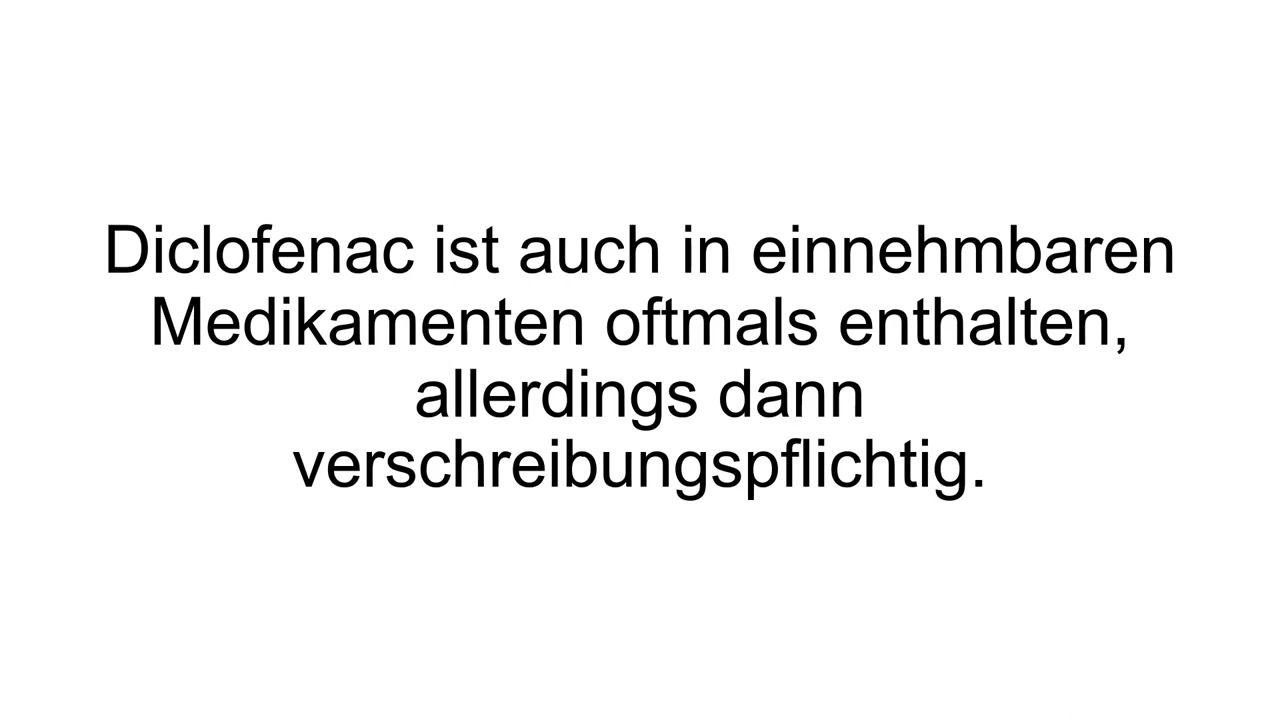 Diclofenac ist auch in einnehmbaren
Medikamenten oftmals enthalten,
allerdings dann
verschreibungspflichtig.